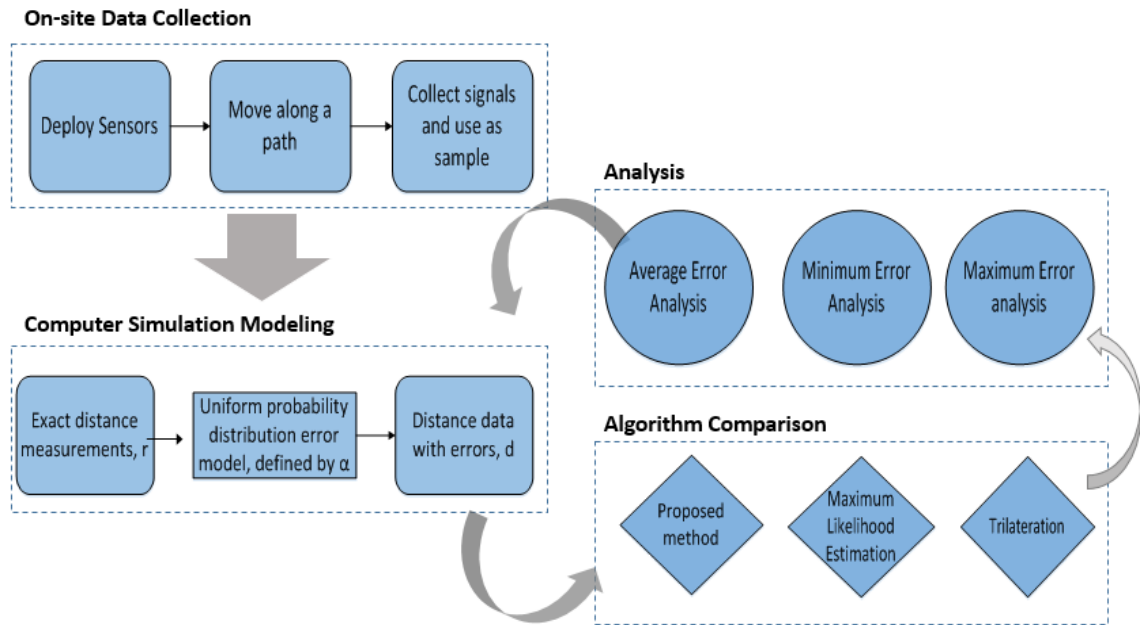 On-site Data Collection
Deploy Sensors
Move along a
path
Collect signals
and use as
sample
Analysis
Average Error
Analysis
Minimum Error
Analysis
Maximum Error
analysis
Computer Simulation Modeling
Exact distance
measurements, r
Uniform probability
distribution error
model, defined by α
Distance data
with errors, d
Algorithm Comparison
Proposed
method
Maximum
Likelihood
Estimation
Trilateration